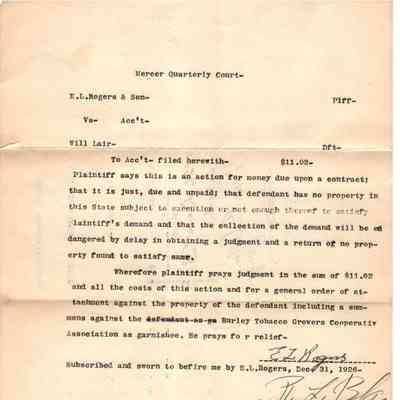 Mercer Quarterly Court-
E.L.Rogers & Son- Plff-
Vs- Acc't-
Will Lair- Dft-
To Acc't- filed herewith- $11.02-
Plaintiff says this is an action for money due upon a contract;
that it is just, due and unpaid; that defendant has no property in
this State subject to execution or not enough thereof to satisfy
laintiff's demand and that the collection of the demand will be en
dangered by delay in obtaining a judgment and a return of no prop-
erty found to satisfy same.
Wherefore plaintiff prays judgment in the sum of $11.02
and all the costs of this action and for a general order of at-
tachment against the property of the defendant including a sum-
mons against the defendant as ga Burley Tobacco Growers Cooperativ
Association as garnishee. He prays fo r relief-
E L Rogers
Subscribed and sworn to befire me by E.L.Rogers, Dec. 31, 1926-